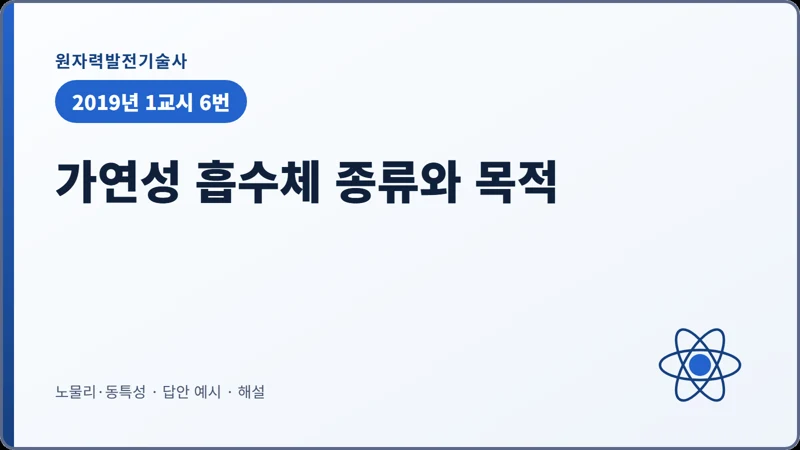 원자력발전기술사
2019년 1교시 6번
가연성 흡수체 종류와 목적
노물리·동특성 · 답안 예시 · 해설